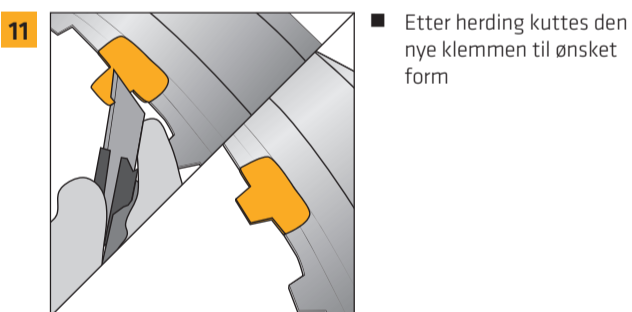 11
■ Etter herding kuttes den
nye klemmen til ønsket
form